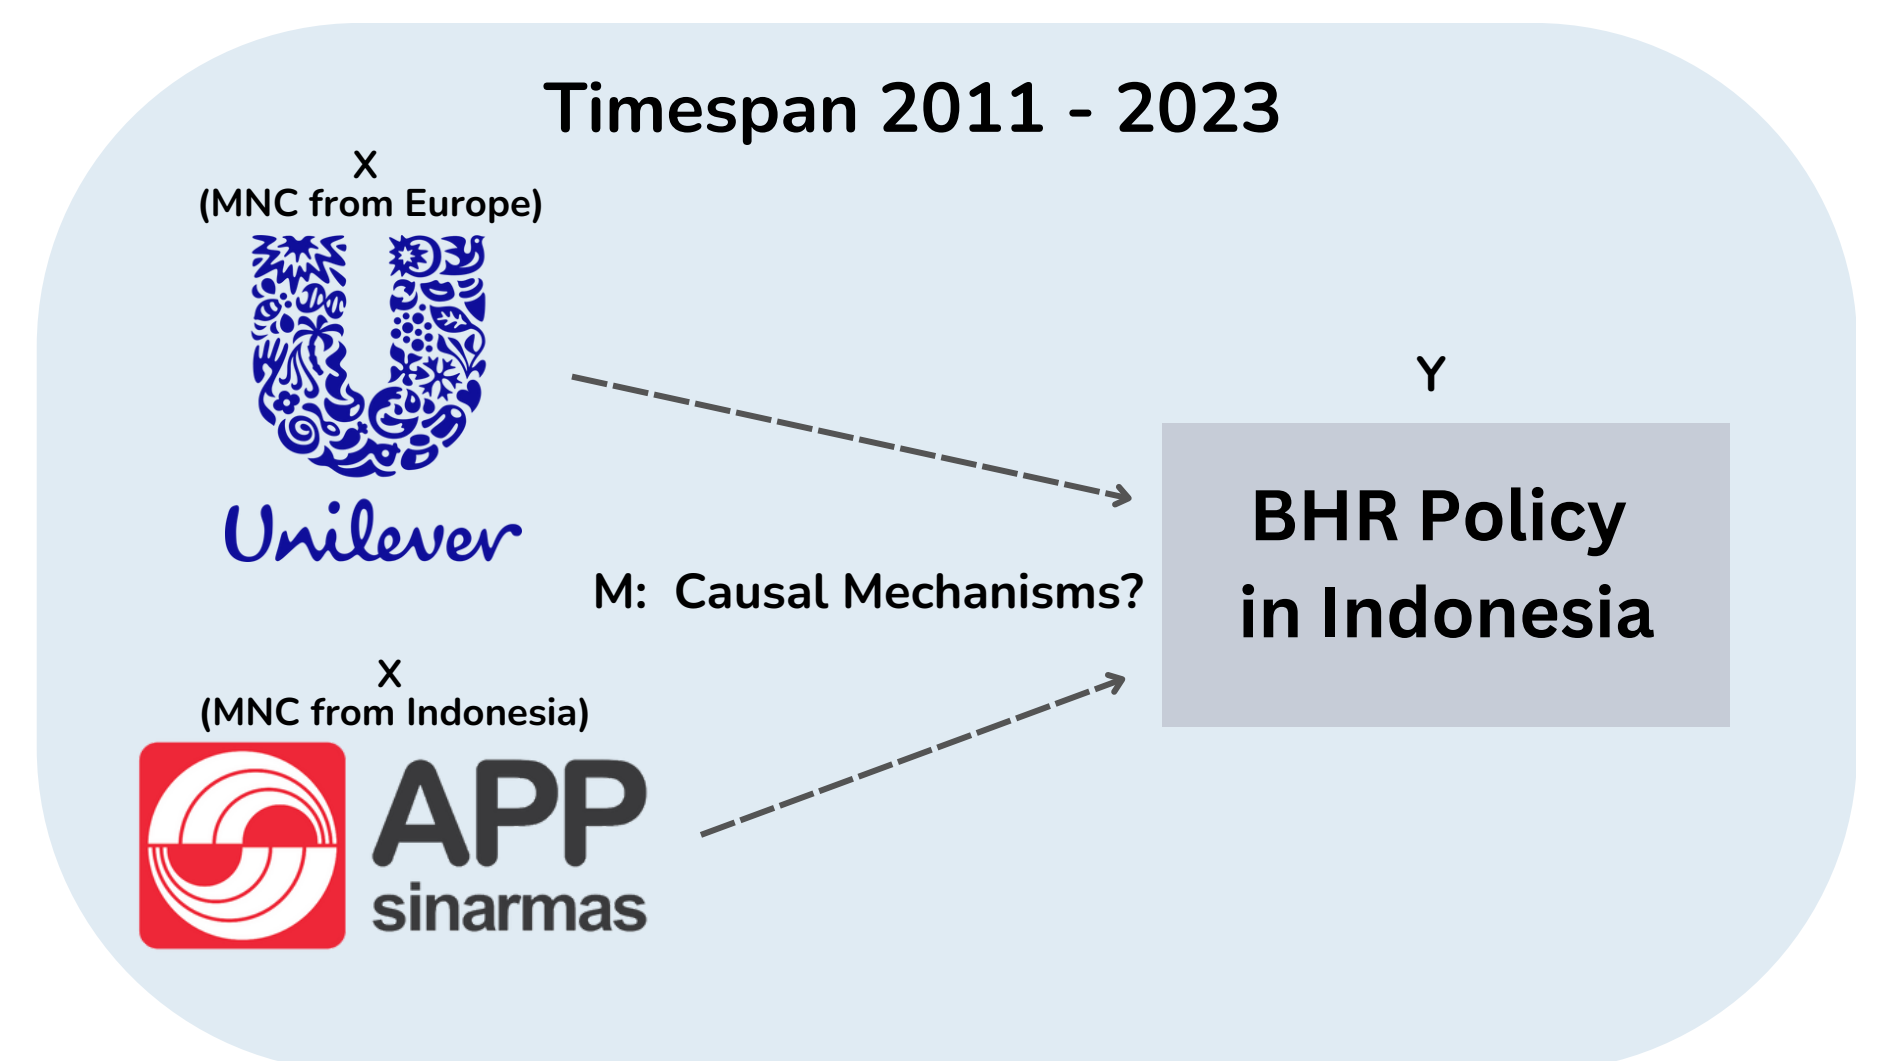 Timespan 2011 - 2023
X
(MNC from Europe)
Unilever
Y
BHR Policy
in Indonesia
M: Causal Mechanisms?
X
(MNC from Indonesia)
APP
sinarmas